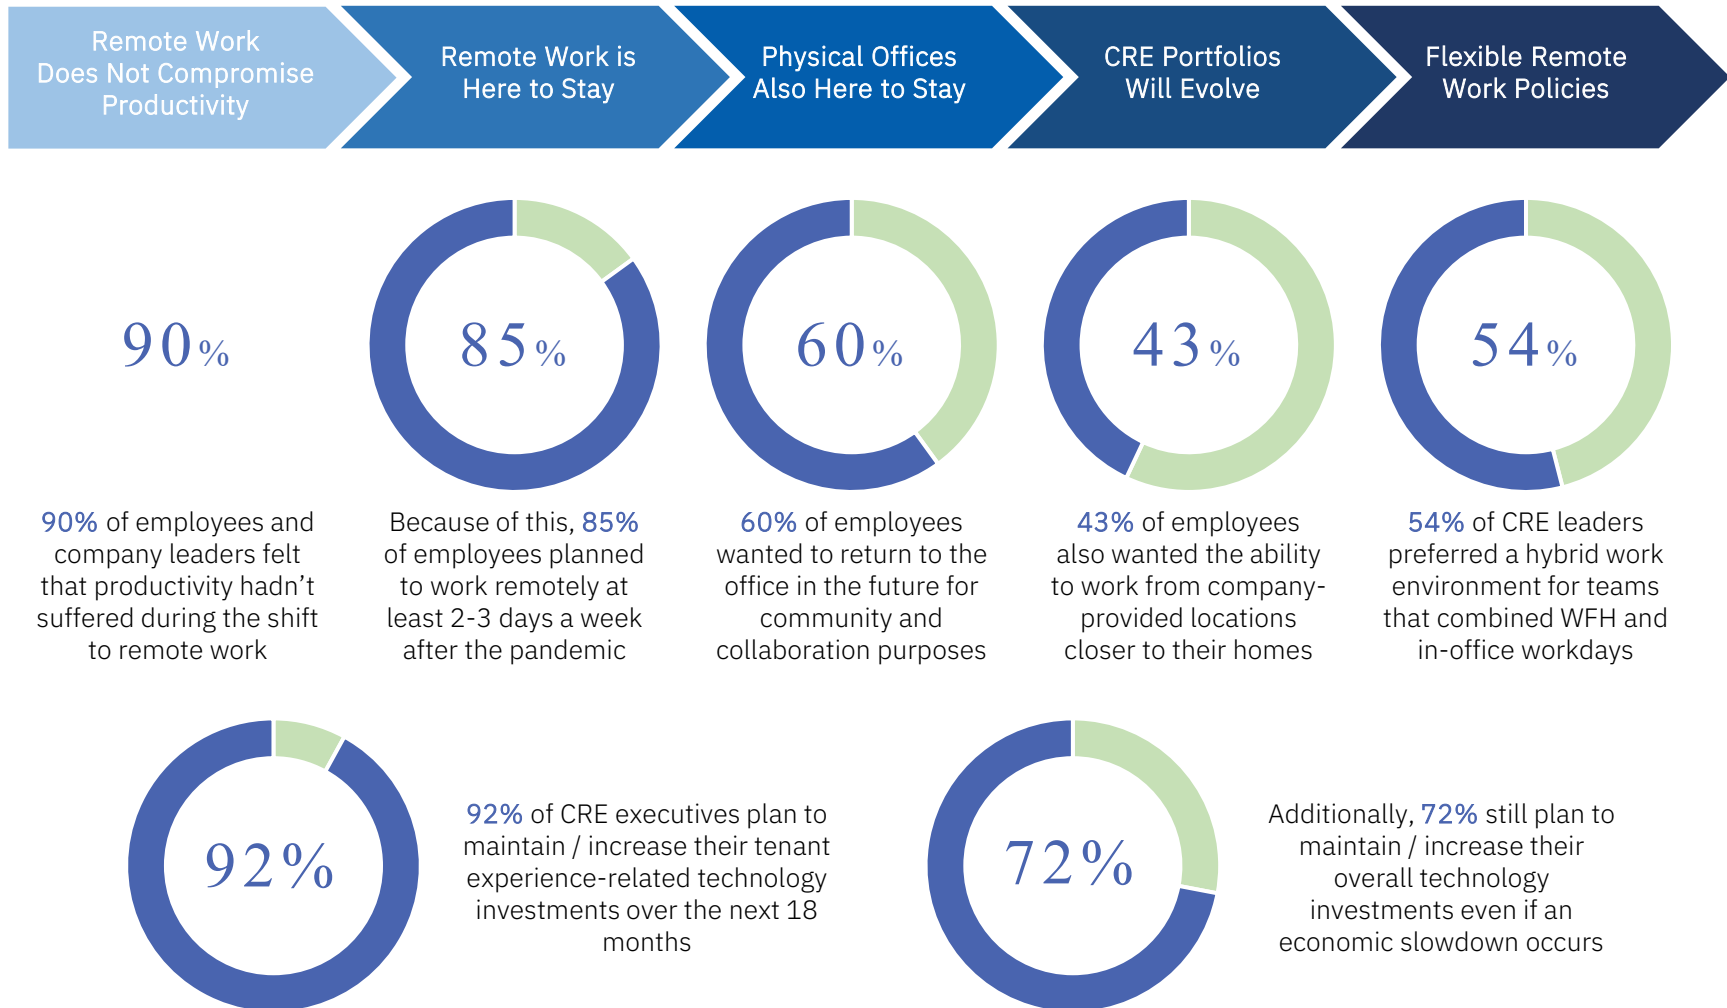 Remote Work
Does Not Compromise
Productivity
Remote Work is
Here to Stay
Physical Offices
Also Here to Stay
CRE Portfolios
Will Evolve
Flexible Remote
Work Policies
90%
85%
60%
43%
54%
90% of employees and
company leaders felt
that productivity hadn’t
suffered during the shift
to remote work
Because of this, 85%
of employees planned
to work remotely at
least 2-3 days a week
after the pandemic
60% of employees
wanted to return to the
office in the future for
community and
collaboration purposes
43% of employees
also wanted the ability
to work from company-
provided locations
closer to their homes
54% of CRE leaders
preferred a hybrid work
environment for teams
that combined WFH and
in-office workdays
92%
92% of CRE executives plan to
maintain / increase their tenant
experience-related technology
investments over the next 18
months
72%
Additionally, 72% still plan to
maintain / increase their
overall technology
investments even if an
economic slowdown occurs